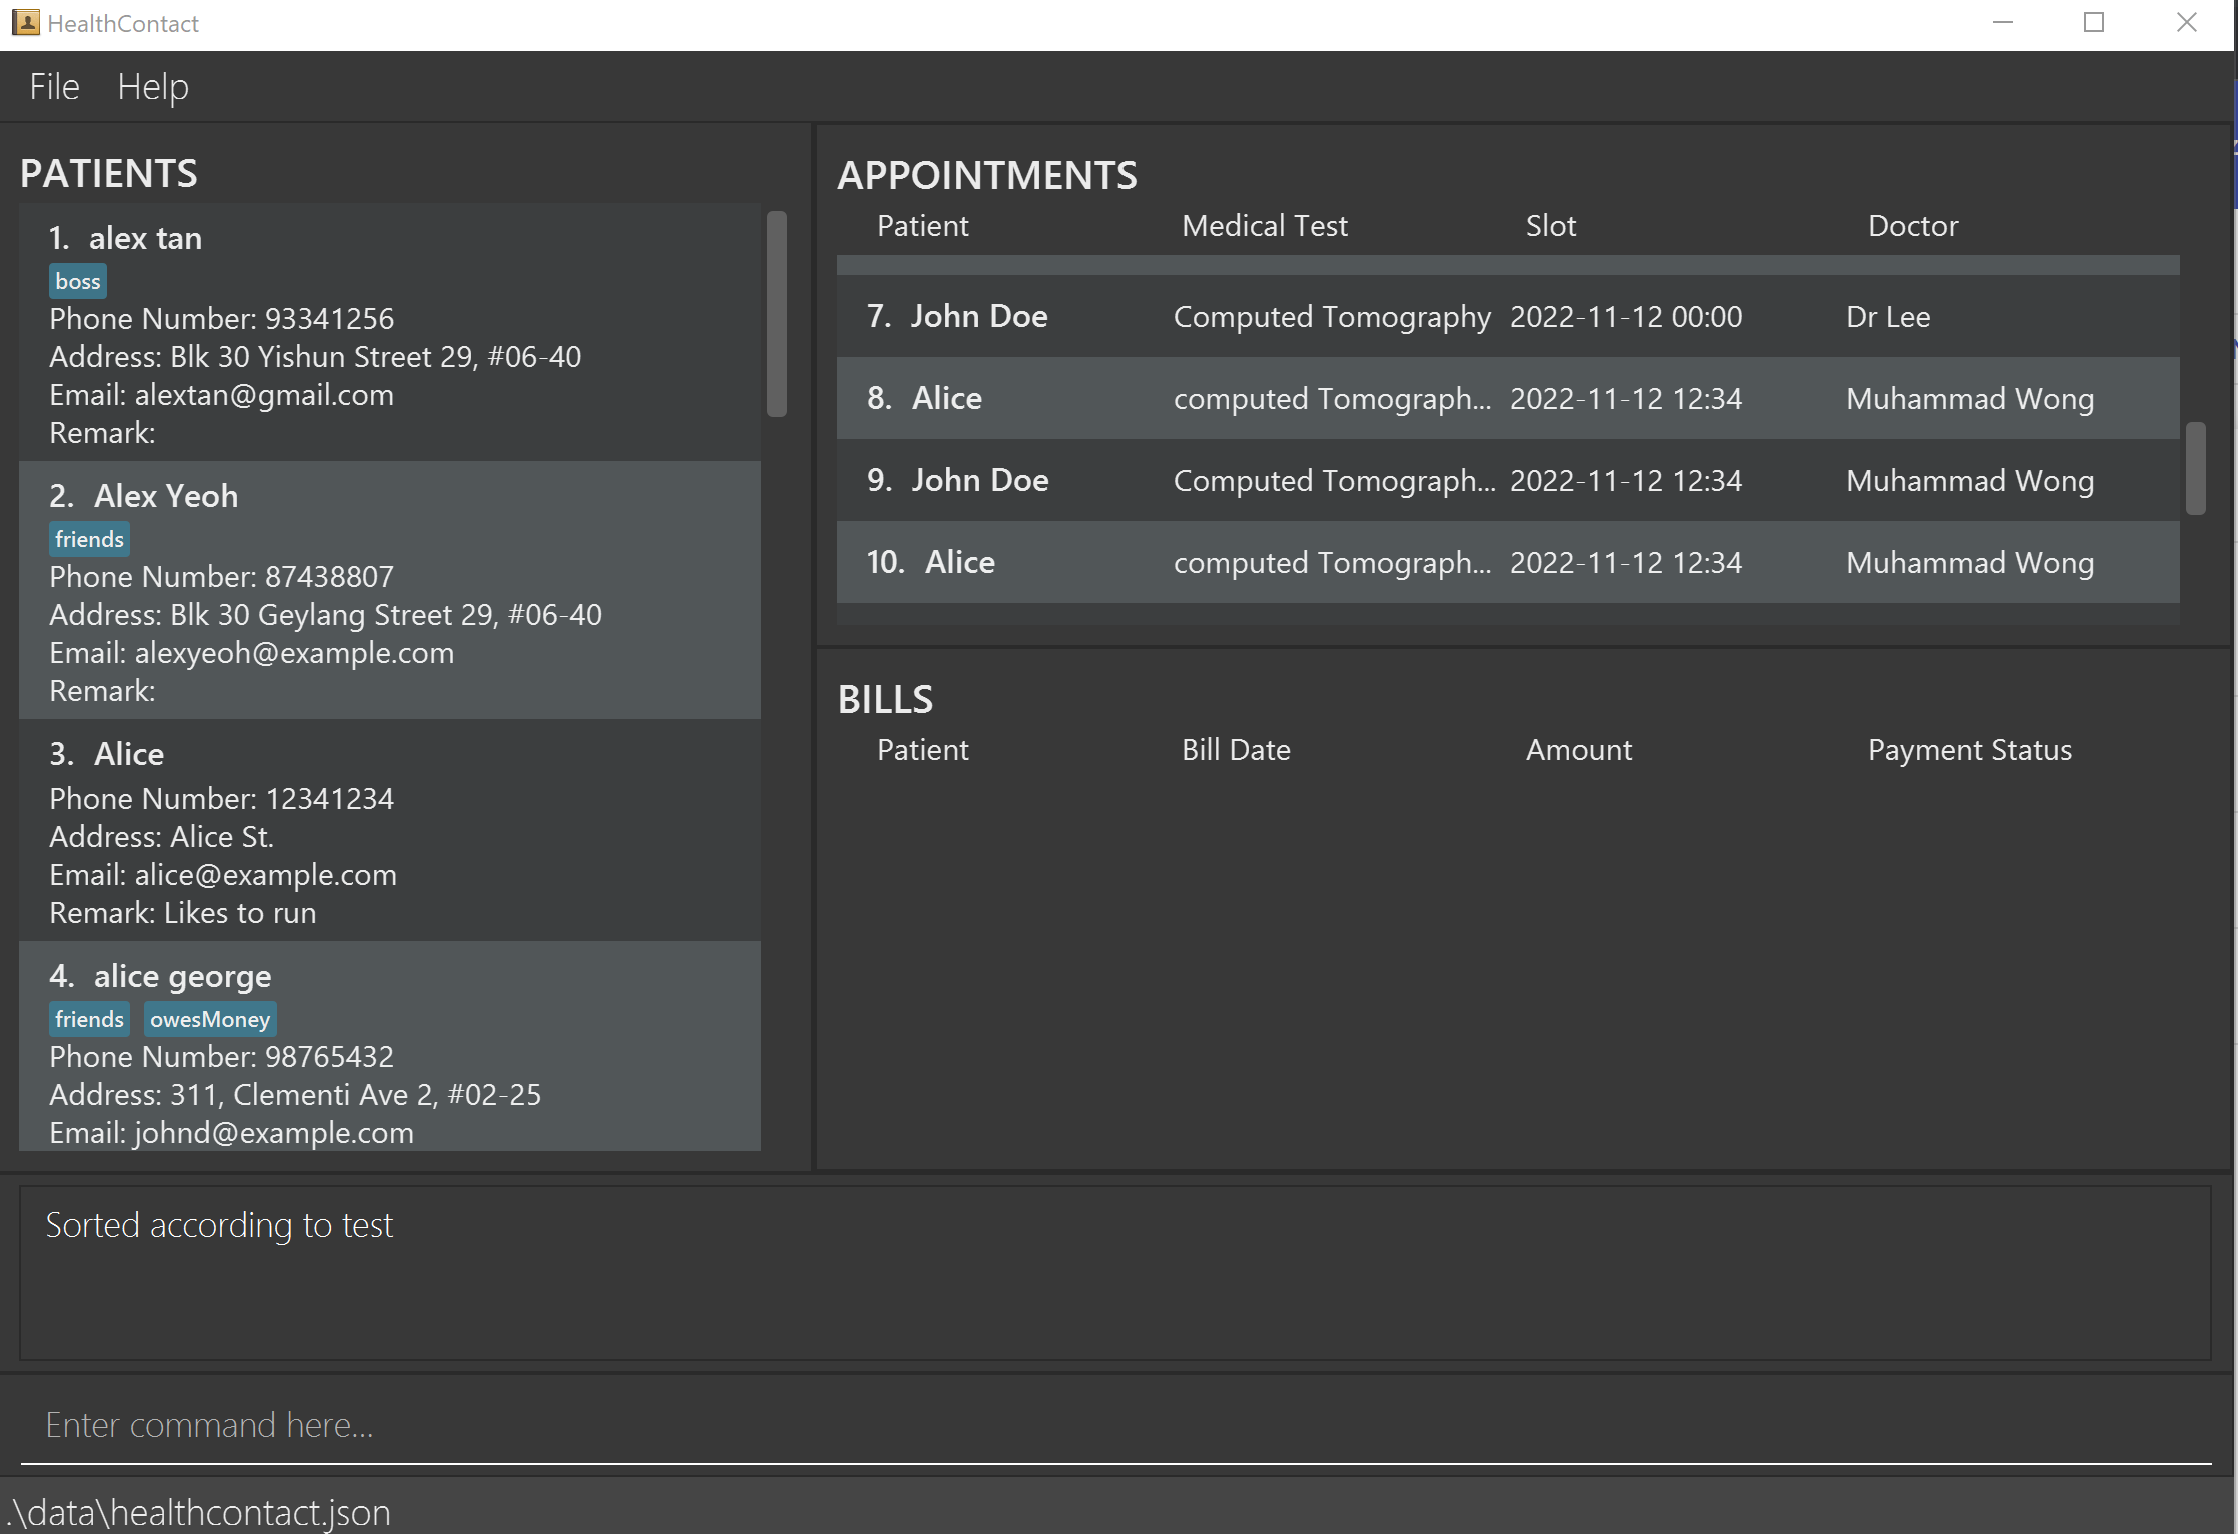 HealthContact
File Help
PATIENTS
1. alex tan
boss
Phone Number: 93341256
Address: Blk 30 Yishun Street 29, #06-40
Email: alextan@gmail.com
Remark:
2. Alex Yeoh
friends
Phone Number: 87438807
Address: Blk 30 Geylang Street 29, #06-40
Email: alexyeoh@example.com
Remark:
3. Alice
Phone Number: 12341234
Address: Alice St.
Email: alice@example.com
Remark: Likes to run
4. alice george
friends owesMoney
Phone Number: 98765432
Address: 311, Clementi Ave 2, #02-25
Email: johnd@example.com
APPOINTMENTS
Patient Medical Test Slot Doctor
7. John Doe Computed Tomography 2022-11-12 00:00 Dr Lee
8. Alice computed Tomograph... 2022-11-12 12:34 Muhammad Wong
9. John Doe Computed Tomograph... 2022-11-12 12:34 Muhammad Wong
10. Alice computed Tomograph... 2022-11-12 12:34 Muhammad Wong
BILLS
Patient Bill Date Amount Payment Status
Sorted according to test
Enter command here...
.\data\healthcontact.json